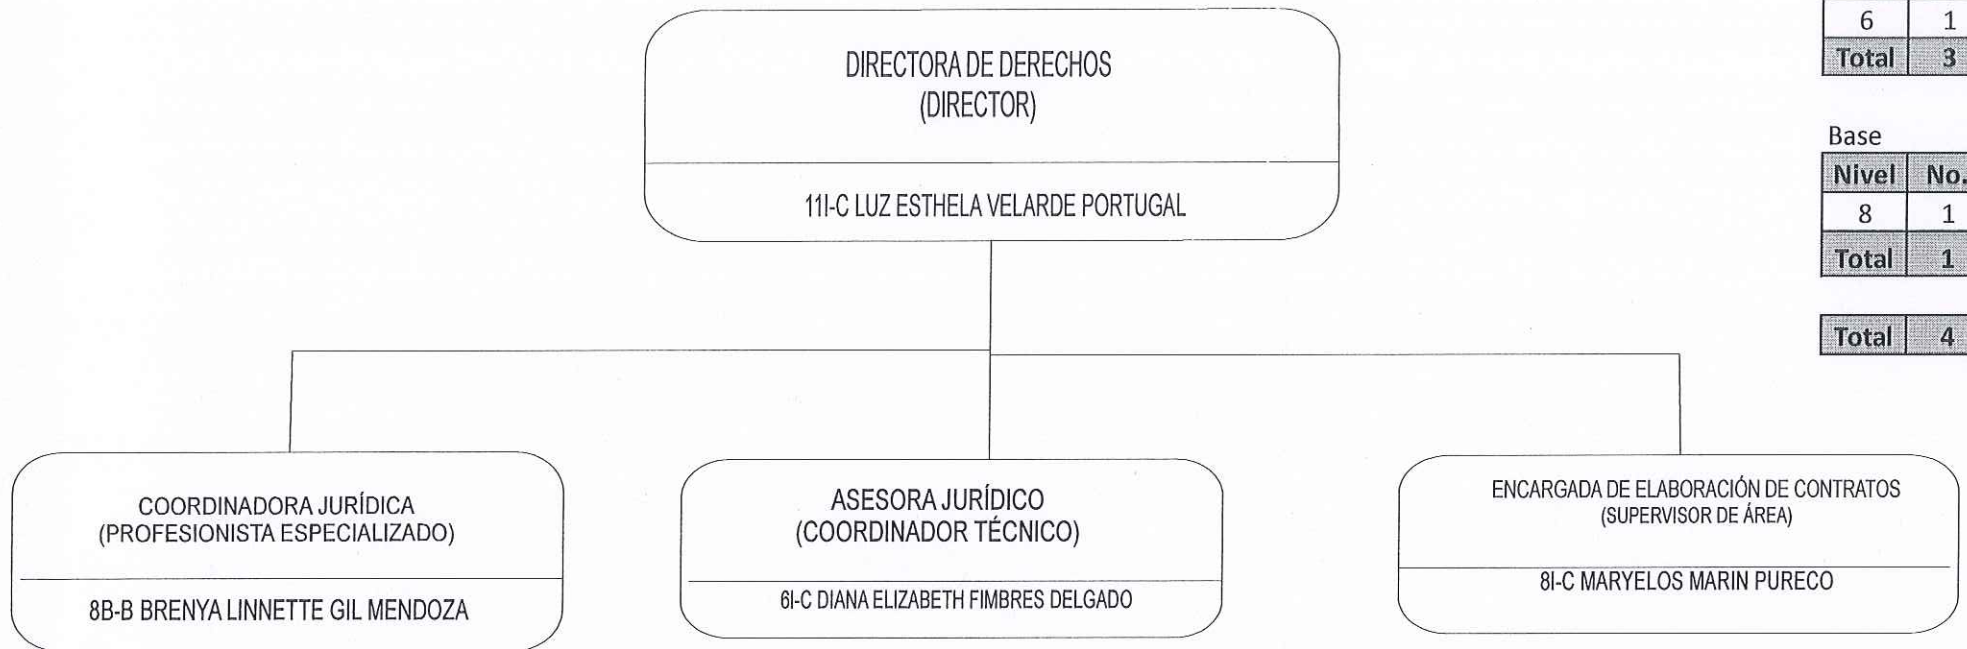 DIRECTORA DE DERECHOS
(DIRECTOR)
11I-C LUZ ESTHELA VELARDE PORTUGAL
COORDINADORA JURÍDICA
(PROFESIONISTA ESPECIALIZADO)
8B-B BRENYA LINNETTE GIL MENDOZA
ASESORA JURÍDICO
(COORDINADOR TÉCNICO)
6I-C DIANA ELIZABETH FIMBRES DELGADO
ENCARGADA DE ELABORACIÓN DE CONTRATOS
(SUPERVISOR DE ÁREA)
8I-C MARYELOS MARIN PURECO
6 1
Total 3
Base
Nivel No.
8 1
Total 1
Total 4